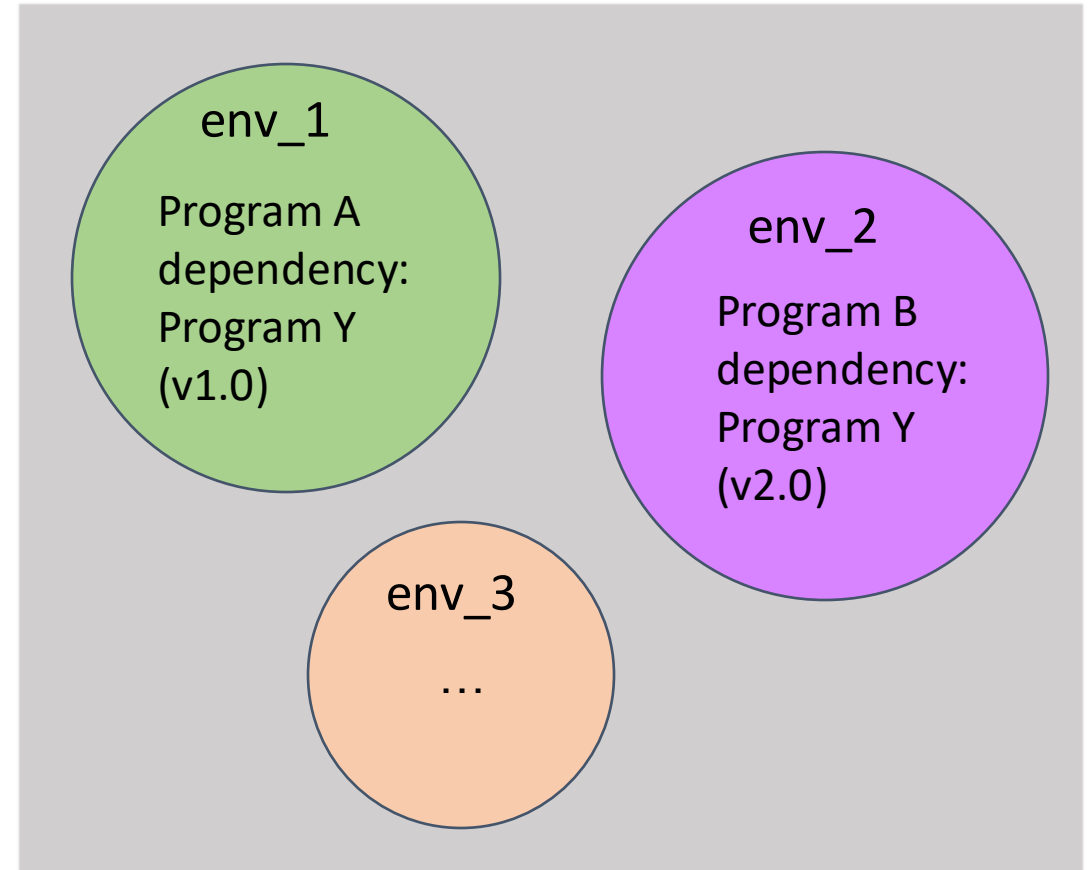 env_1
Program A
dependency:
Program Y
(v1.0)
env_2
Program B
dependency:
Program Y
(v2.0)
env_3
...